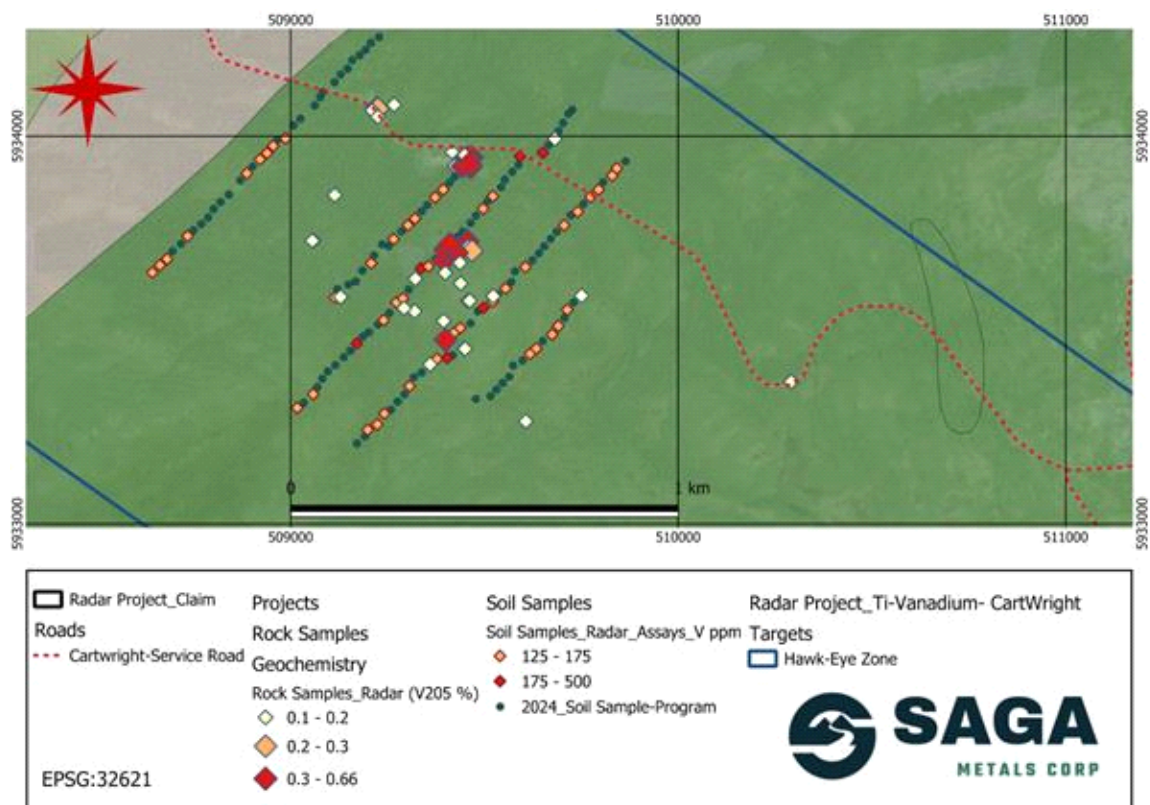 509000 510000 511000
5934000 5934000
0 1 km
5933000 5933000
509000 510000 511000
Radar Project_Claim
Roads
Cartwright-Service Road
EPSG:32621
Projects
Rock Samples
Geochemistry
Rock Samples_Radar (V205 %)
0.1 - 0.2
0.2 - 0.3
0.3 - 0.66
Soil Samples
Soil Samples_Radar_Assays_V ppm
125 - 175
175 - 500
2024_Soil Sample-Program
Radar Project_Ti-Vanadium- CartWright
Targets
Hawk-Eye Zone
SAGA
METALS CORP